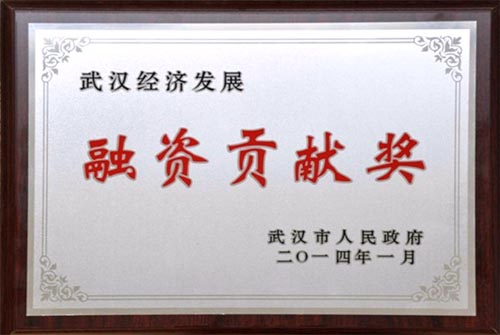 武汉经济发展
融资贡献奖
武汉市人民政府
二〇一四年一月